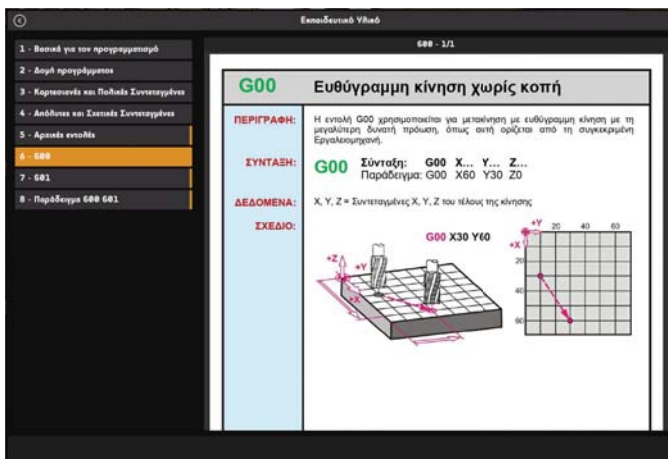 Εκπαιδευτικό Υλικό
1 - Βασικά για τον προγραμματισμό
2 - Δομή προγράμματος
3 - Καρτεσιανές και Πολικές Συντεταγμένες
4 - Απόλυτες και Σχετικές Συντεταγμένες
5 - Αρχικές εντολές
6 - G00
7 - G01
8 - Παράδειγμα G00 G01
G00 - 1/1
G00 Ευθύγραμμη κίνηση χωρίς κοπή
ΠΕΡΙΓΡΑΦΗ: Η εντολή G00 χρησιμοποιείται για μετακίνηση με ευθύγραμμη κίνηση με τη
μεγαλύτερη δυνατή πρόωση, όπως αυτή ορίζεται από τη συγκεκριμένη
Εργαλειομηχανή.
ΣΥΝΤΑΞΗ: G00 Σύνταξη: G00 X... Y... Z...
Παράδειγμα: G00 X60 Y30 Z0
ΔΕΔΟΜΕΝΑ: X, Y, Z = Συντεταγμένες X, Y, Z του τέλους της κίνησης
ΣΧΕΔΙΟ:
G00 X30 Y60
+Z
+Y
+X
+Y
20
40
60
+X
20
40
60